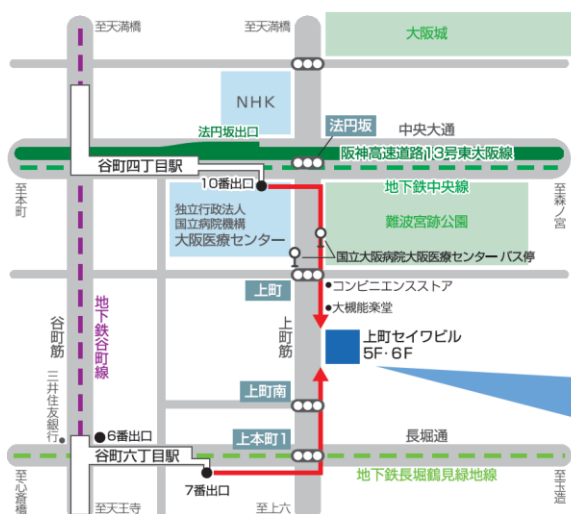 至天満橋
至天満橋
大阪城
NHK
法円坂
中央大通
法円坂出口
阪神高速道路13号東大阪線
谷町四丁目駅
地下鉄中央線
10番出口
至本町
至森ノ宮
独立行政法人
国立病院機構
大阪医療センター
難波宮跡公園
国立大阪病院大阪医療センター バス停
上町
コンビニエンスストア
大槻能楽堂
地下鉄谷町線
谷町筋
上町筋
上町セイワビル
5F・6F
三井住友銀行
上町南
6番出口
上本町1
長堀通
谷町六丁目駅
地下鉄長堀鶴見緑地線
7番出口
至心斎橋
至玉造
至天王寺
至上六